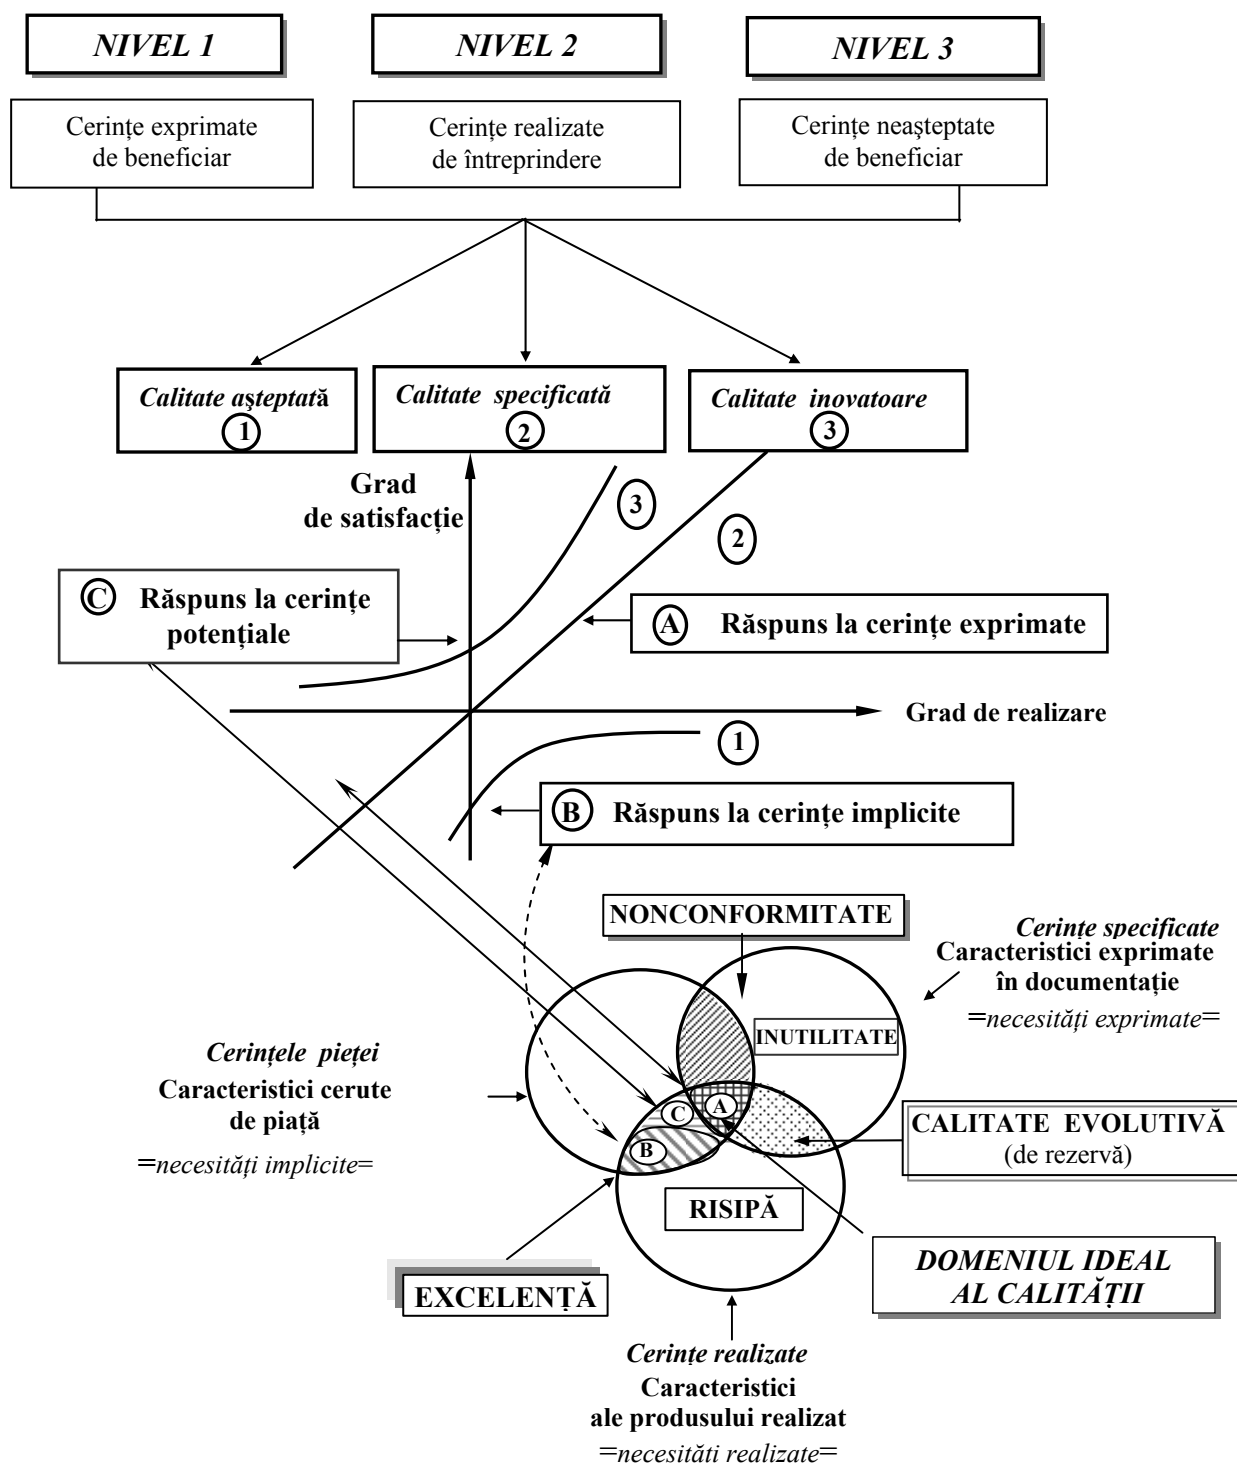 NIVEL 1
NIVEL 2
NIVEL 3
Cerințe exprimate
de beneficiar
Cerințe realizate
de întreprindere
Cerințe neaşteptate
de beneficiar
Calitate aşteptată
1
Calitate specificată
2
Calitate inovatoare
3
Grad
de satisfacție
3
2
C Răspuns la cerințe
potențiale
A Răspuns la cerințe exprimate
Grad de realizare
1
B Răspuns la cerințe implicite
NONCONFORMITATE
Cerințe specificate
Caracteristici exprimate
în documentație
=necesități exprimate=
INUTILITATE
Cerințele pieței
Caracteristici cerute
de piață
=necesități implicite=
C
A
B
CALITATE EVOLUTIVĂ
(de rezervă)
RISIPĂ
EXCELENȚĂ
DOMENIUL IDEAL
AL CALITĂȚII
Cerințe realizate
Caracteristici
ale produsului realizat
=necesităti realizate=